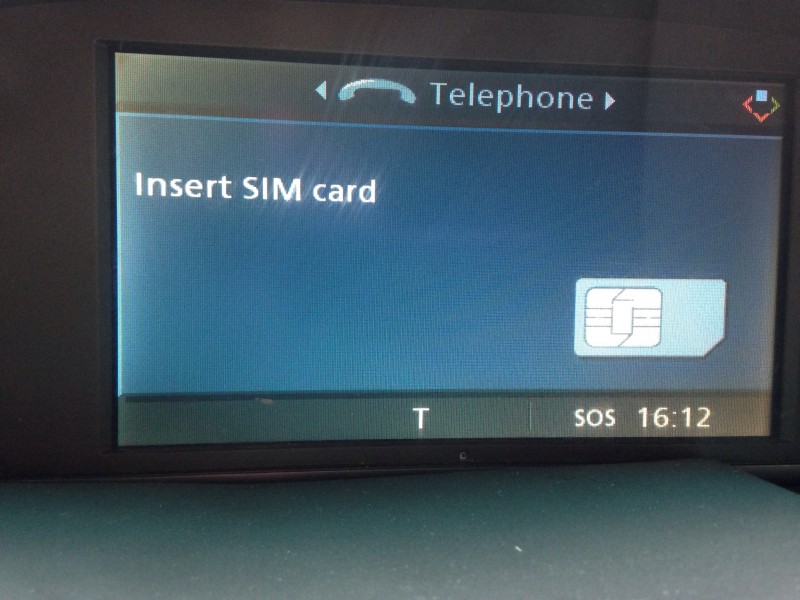 Telephone
Insert SIM card
T SOS 16:12